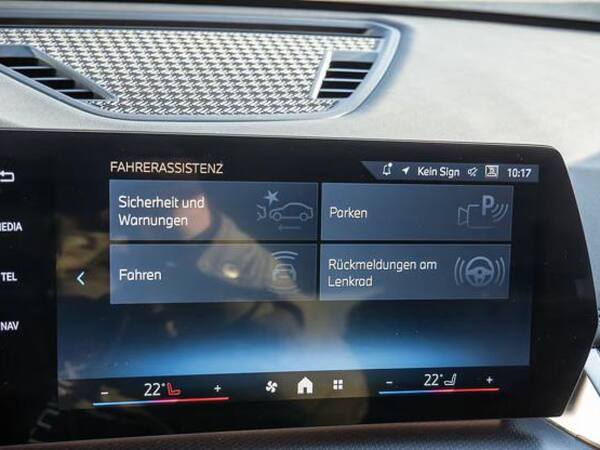 FAHRERASSISTENZ
Kein Sign 10:17
MEDIA
TEL
NAV
Sicherheit und
Warnungen
Parken
P
Fahren
Rückmeldungen am
Lenkrad
− 22° +
− 22° +